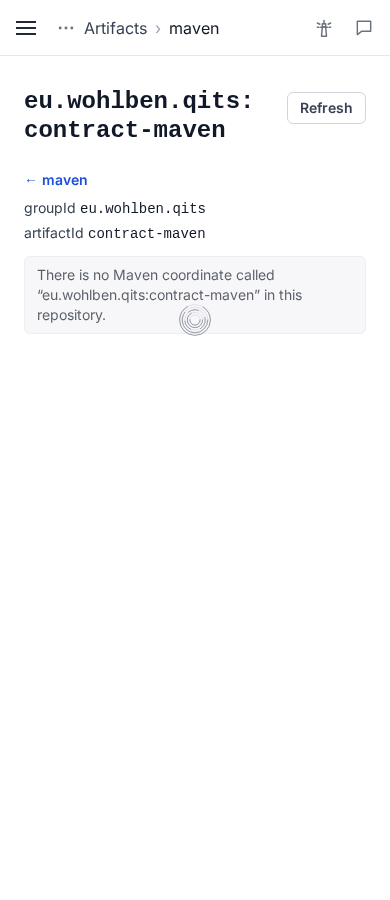 … Artifacts › maven
eu.wohlben.qits:
contract-maven
Refresh
← maven
groupId eu.wohlben.qits
artifactId contract-maven
There is no Maven coordinate called
“eu.wohlben.qits:contract-maven” in this
repository.